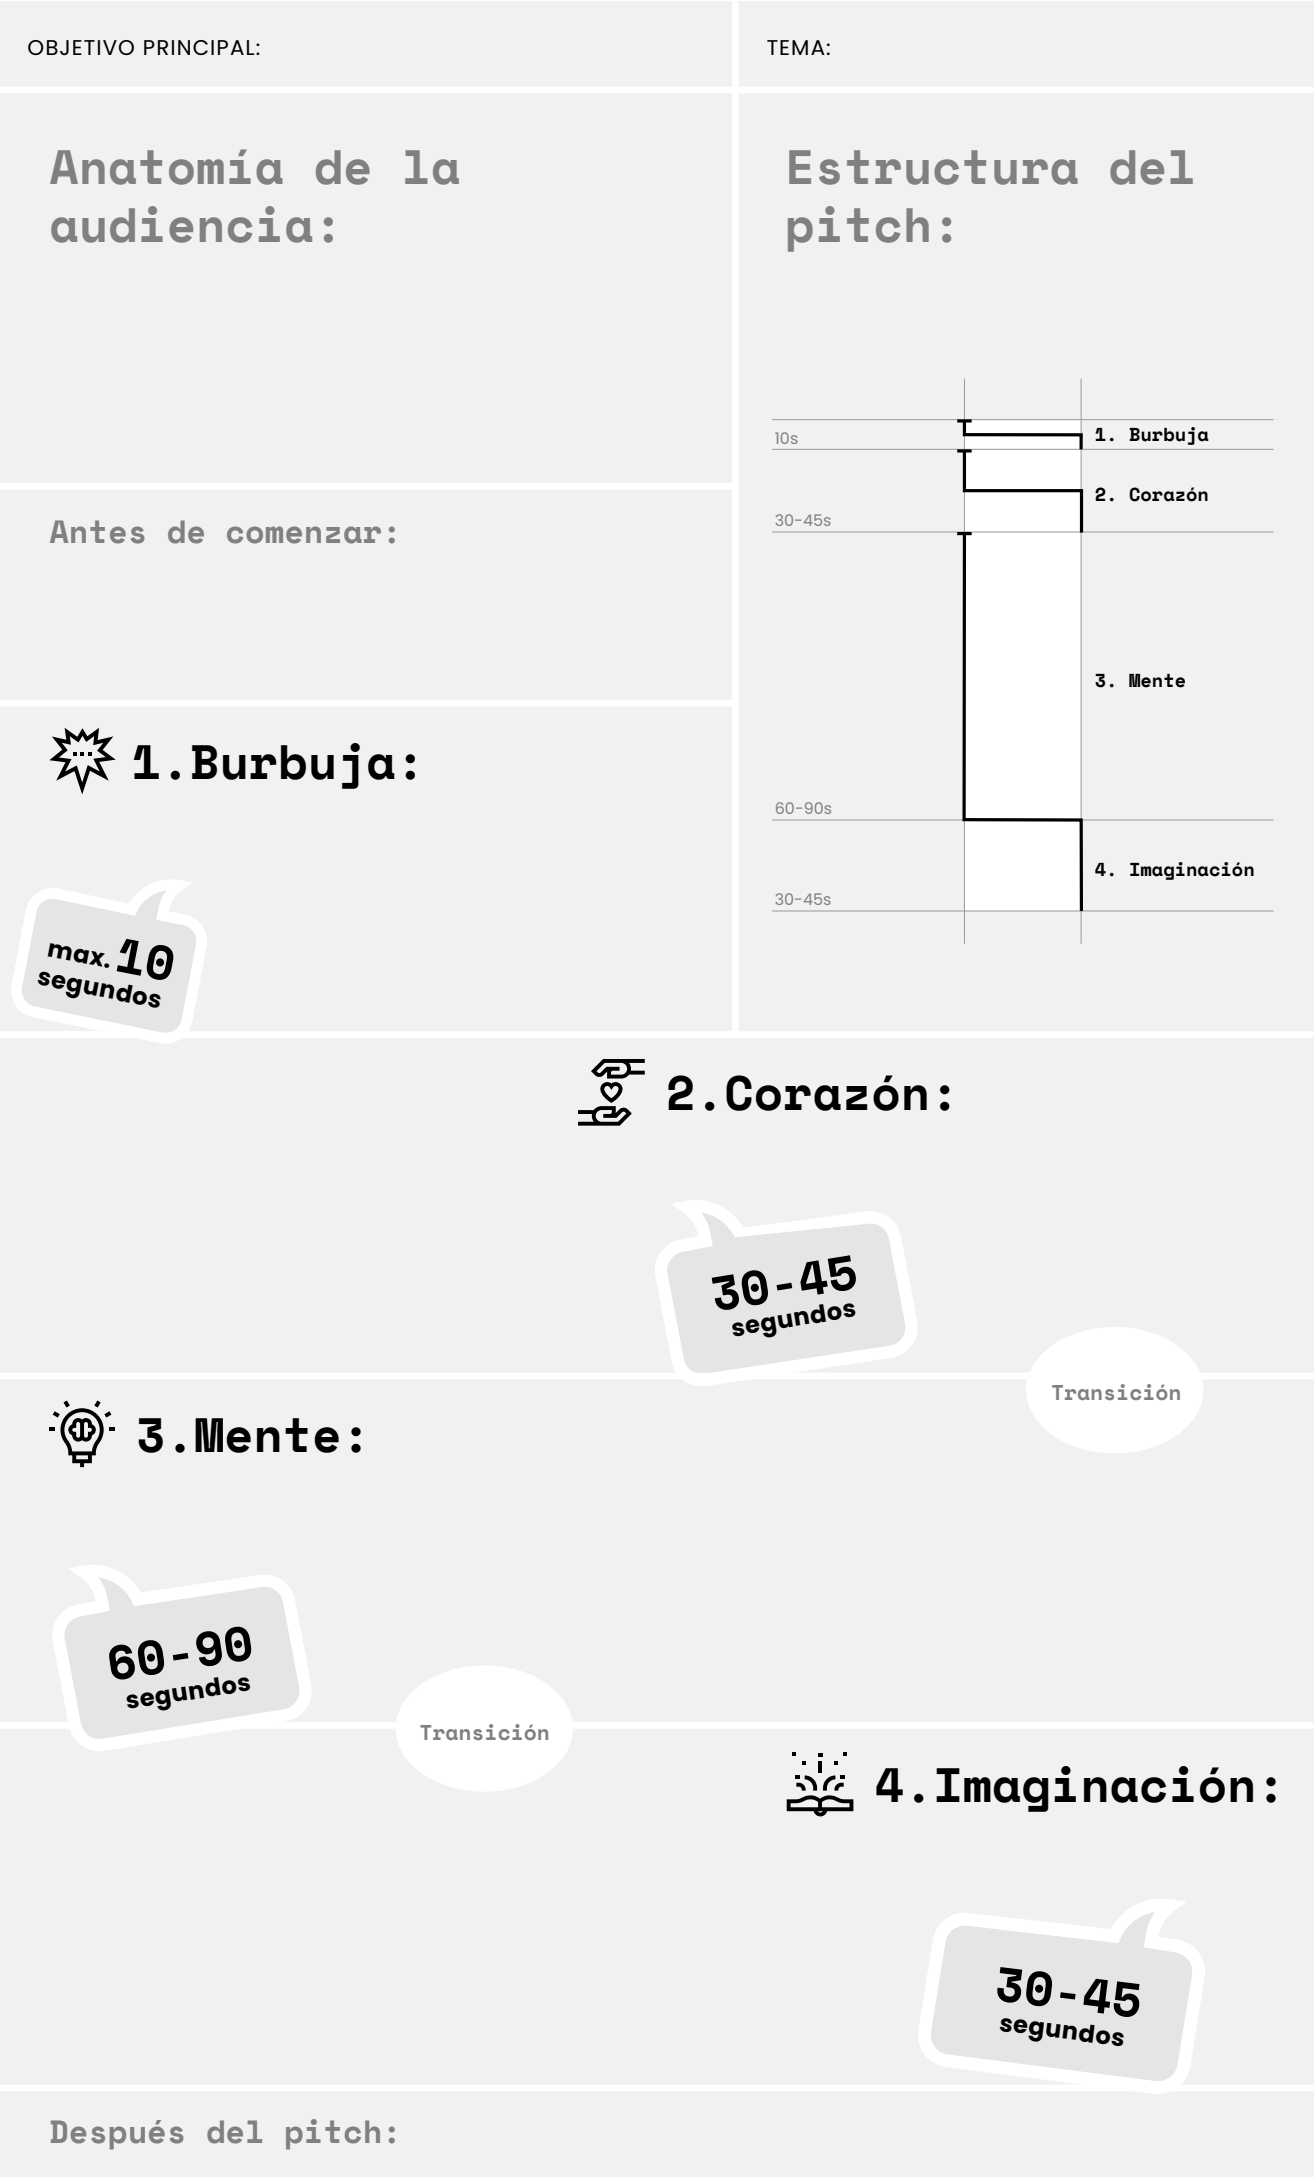 OBJETIVO PRINCIPAL:
TEMA:
Anatomía de la
audiencia:
Antes de comenzar:
1.Burbuja:
max. 10
segundos
Estructura del
pitch:
10s
1. Burbuja
2. Corazón
30-45s
3. Mente
60-90s
4. Imaginación
30-45s
2.Corazón:
30-45
segundos
Transición
3.Mente:
60-90
segundos
Transición
4.Imaginación:
30-45
segundos
Después del pitch: